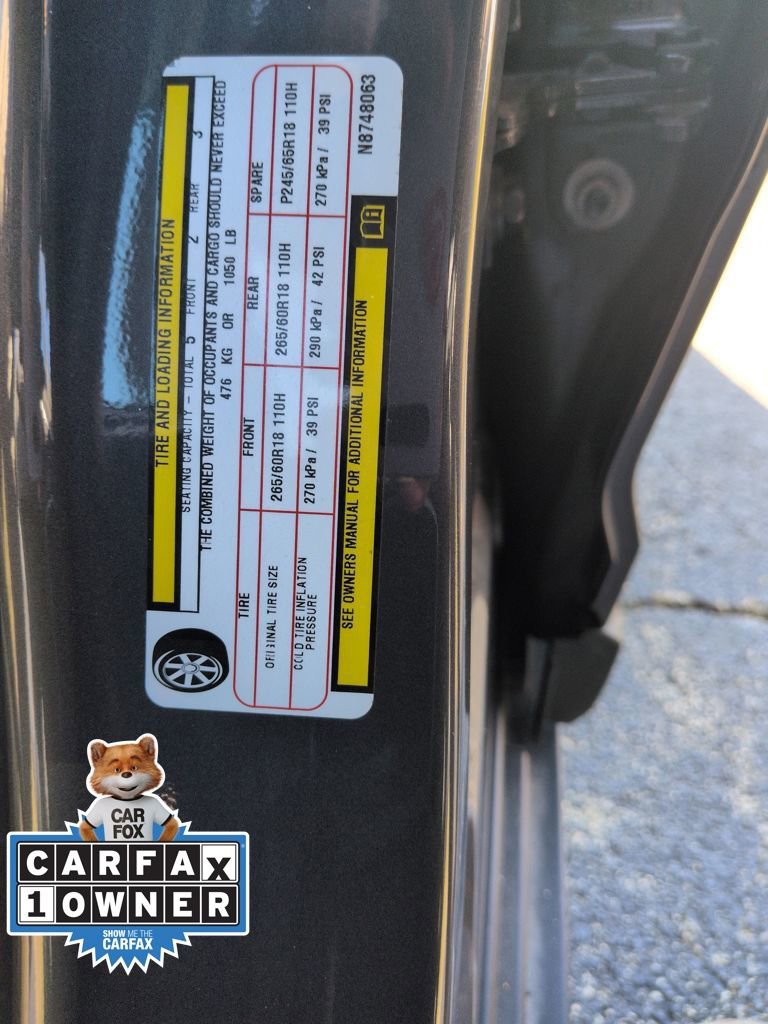 TIRE AND LOADING INFORMATION
SEATING CAPACITY – TOTAL 5 FRONT 2 REAR 3
THE COMBINED WEIGHT OF OCCUPANTS AND CARGO SHOULD NEVER EXCEED
476 KG OR 1050 LB
TIRE FRONT REAR SPARE
ORIGINAL TIRE SIZE 265/60R18 110H 265/60R18 110H P245/65R18 110H
COLD TIRE INFLATION PRESSURE 270 kPa / 39 PSI 290 kPa / 42 PSI 270 kPa / 39 PSI
SEE OWNERS MANUAL FOR ADDITIONAL INFORMATION
N8748063
CAR
FOX
CARFAX
1 OWNER
SHOW ME THE
CARFAX